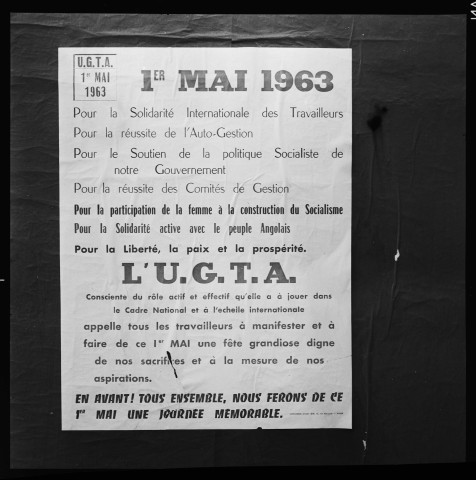 U.G.T.A.
1er MAI
1963
1ER MAI 1963
Pour la Solidarité Internationale des Travailleurs
Pour la réussite de l'Auto-Gestion
Pour le Soutien de la politique Socialiste de
notre Gouvernement
Pour la réussite des Comités de Gestion
Pour la participation de la femme à la construction du Socialisme
Pour la Solidarité active avec le peuple Angolais
Pour la Liberté, la paix et la prospérité.
L'U.G.T.A.
Consciente du rôle actif et effectif qu'elle a à jouer dans
le Cadre National et à l'echelle internationale
appelle tous les travailleurs à manifester et à
faire de ce 1er MAI une fête grandiose digne
de nos sacrifices et à la mesure de nos
aspirations.
EN AVANT! TOUS ENSEMBLE, NOUS FERONS DE CE
1er MAI UNE JOURNEE MEMORABLE.